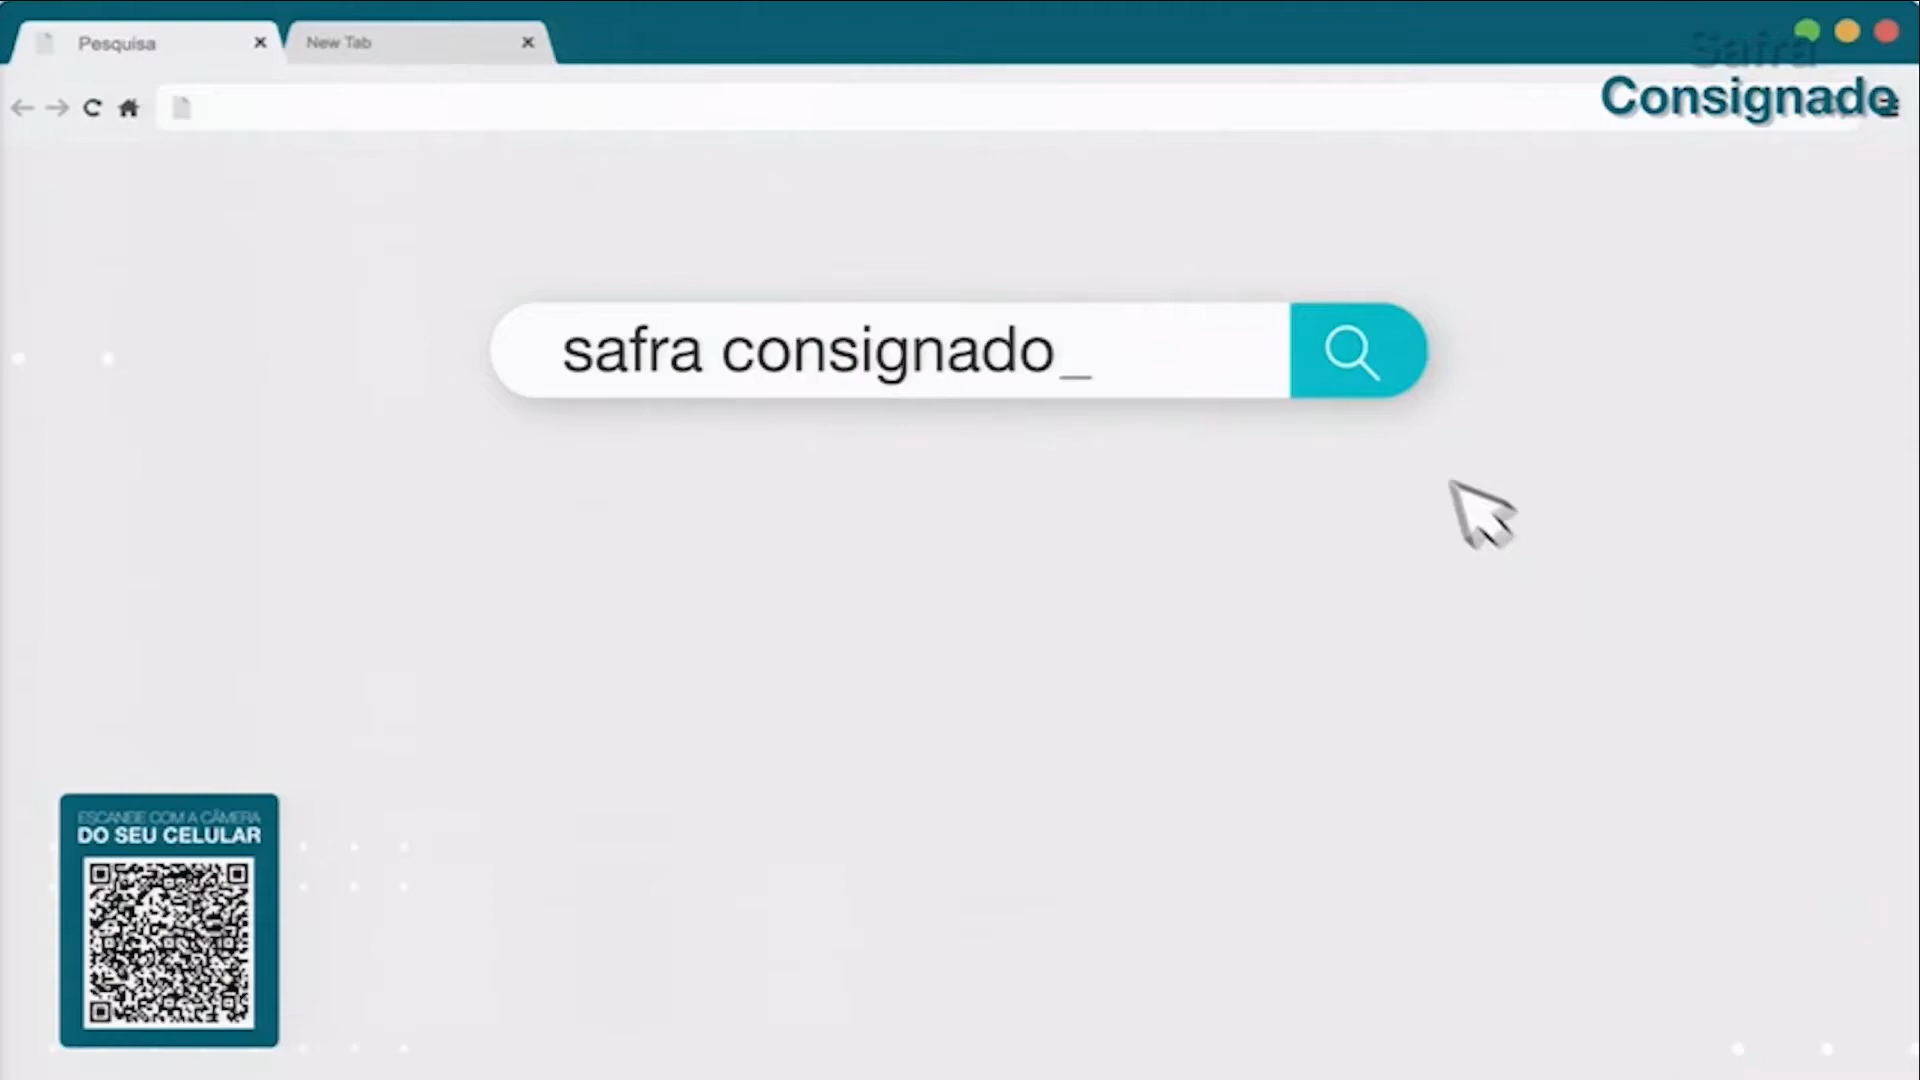 Pesquisa
New Tab
Safra
Consignado
safra consignado_
ESCANEIE COM A CÂMERA
DO SEU CELULAR